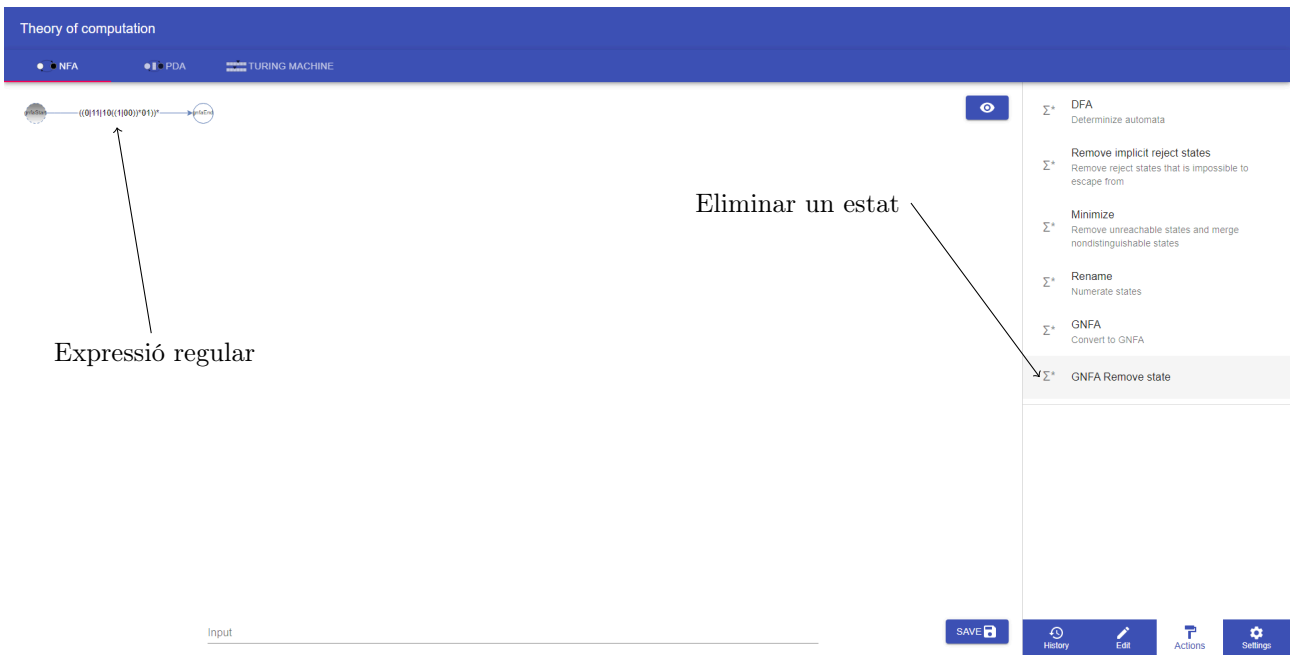 Theory of computation
NFA
PDA
TURING MACHINE
gnfaStart
((0|11|10((1|00))*01))*
gnfaEnd
Expressió regular
Eliminar un estat
Σ* DFA
Determinize automata
Σ* Remove implicit reject states
Remove reject states that is impossible to
escape from
Σ* Minimize
Remove unreachable states and merge
nondistinguishable states
Σ* Rename
Numerate states
Σ* GNFA
Convert to GNFA
Σ* GNFA Remove state
Input
SAVE
History
Edit
Actions
Settings